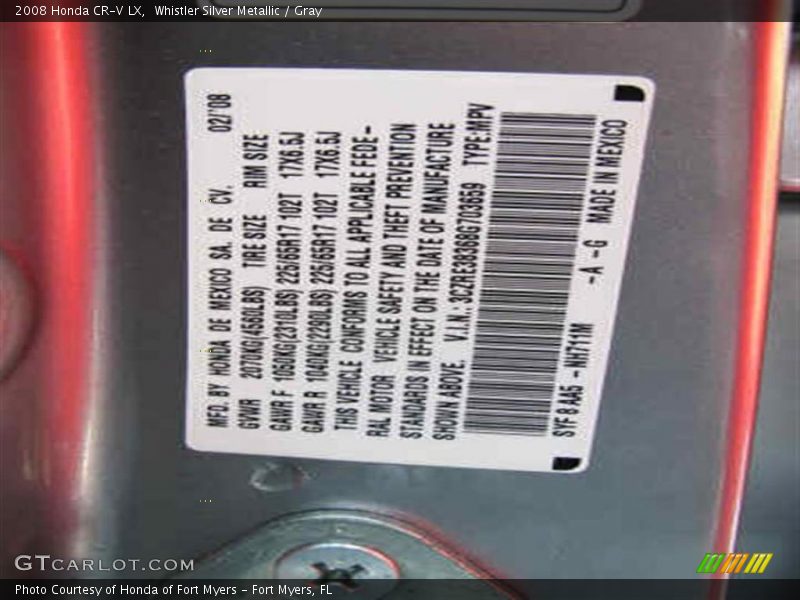 2008 Honda CR-V LX,  Whistler Silver Metallic / Gray
MFD. BY HONDA DE MEXICO SA. DE CV. 02/'08
GVWR 2070KG(4560LBS) TIRE SIZE RIM SIZE
GAWR F 1050KG(2310LBS) 225/65R17 102T 17X6.5J
GAWR R 1040KG(2290LBS) 225/65R17 102T 17X6.5J
THIS VEHICLE CONFORMS TO ALL APPLICABLE FEDE-
RAL MOTOR VEHICLE SAFETY AND THEFT PREVENTION
STANDARDS IN EFFECT ON THE DATE OF MANUFACTURE
SHOWN ABOVE. V.I.N.: 3CZRE38368G703659 TYPE:MPV
SYF 8 AA5 - NH711M -A -G MADE IN MEXICO
GTCARLOT.COM
Photo Courtesy of Honda of Fort Myers - Fort Myers, FL